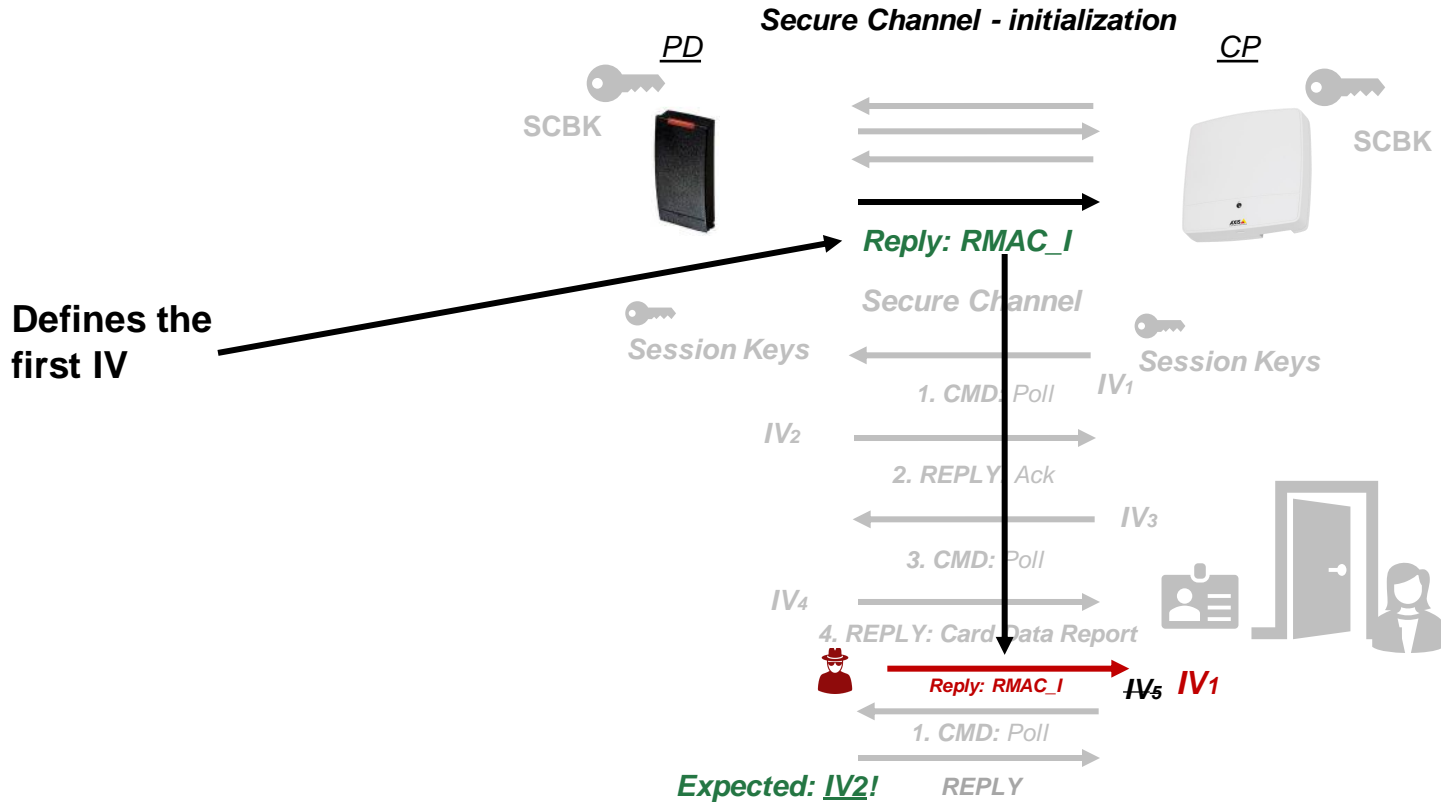 Secure Channel - initialization
PD
CP
SCBK
SCBK
AXIS
Reply: RMAC_I
Defines the
first IV
Secure Channel
Session Keys
Session Keys
1. CMD: Poll
IV1
IV2
2. REPLY: Ack
IV3
3. CMD: Poll
IV4
4. REPLY: Card Data Report
Reply: RMAC_I
IV5 IV1
1. CMD: Poll
Expected: IV2!
REPLY